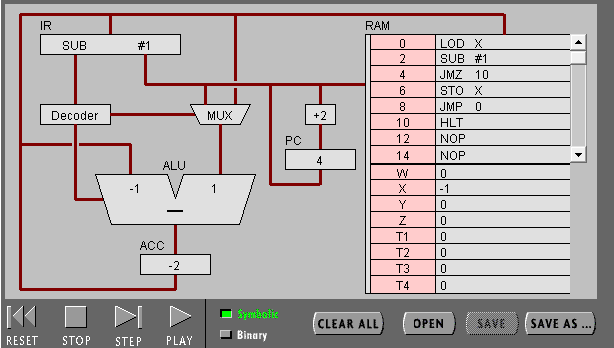 IR
SUB #1
Decoder
MUX
+2
PC
4
ALU
-1 1
—
ACC
-2
RAM
0 LOD X
2 SUB #1
4 JMZ 10
6 STO X
8 JMP 0
10 HLT
12 NOP
14 NOP
W 0
X -1
Y 0
Z 0
T1 0
T2 0
T3 0
T4 0
RESET STOP STEP PLAY
Symbolic
Binary
CLEAR ALL OPEN SAVE SAVE AS ...